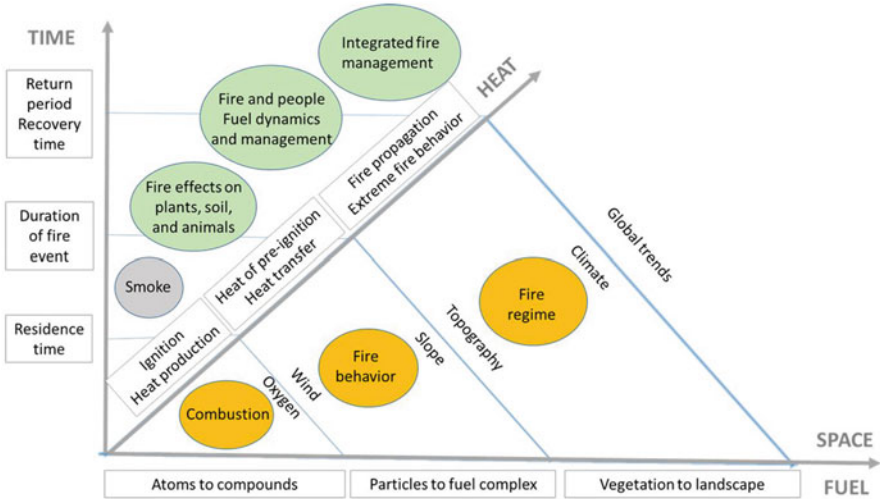 TIME
Return
period
Recovery
time
Duration
of fire
event
Residence
time
Integrated fire
management
Fire and people
Fuel dynamics
and management
Fire effects on
plants, soil,
and animals
Smoke
HEAT
Fire propagation
Extreme fire behavior
Heat of pre-ignition
Heat transfer
Ignition
Heat production
Combustion
Oxygen
Wind
Fire
behavior
Slope
Topography
Fire
regime
Climate
Global trends
SPACE
FUEL
Atoms to compounds
Particles to fuel complex
Vegetation to landscape